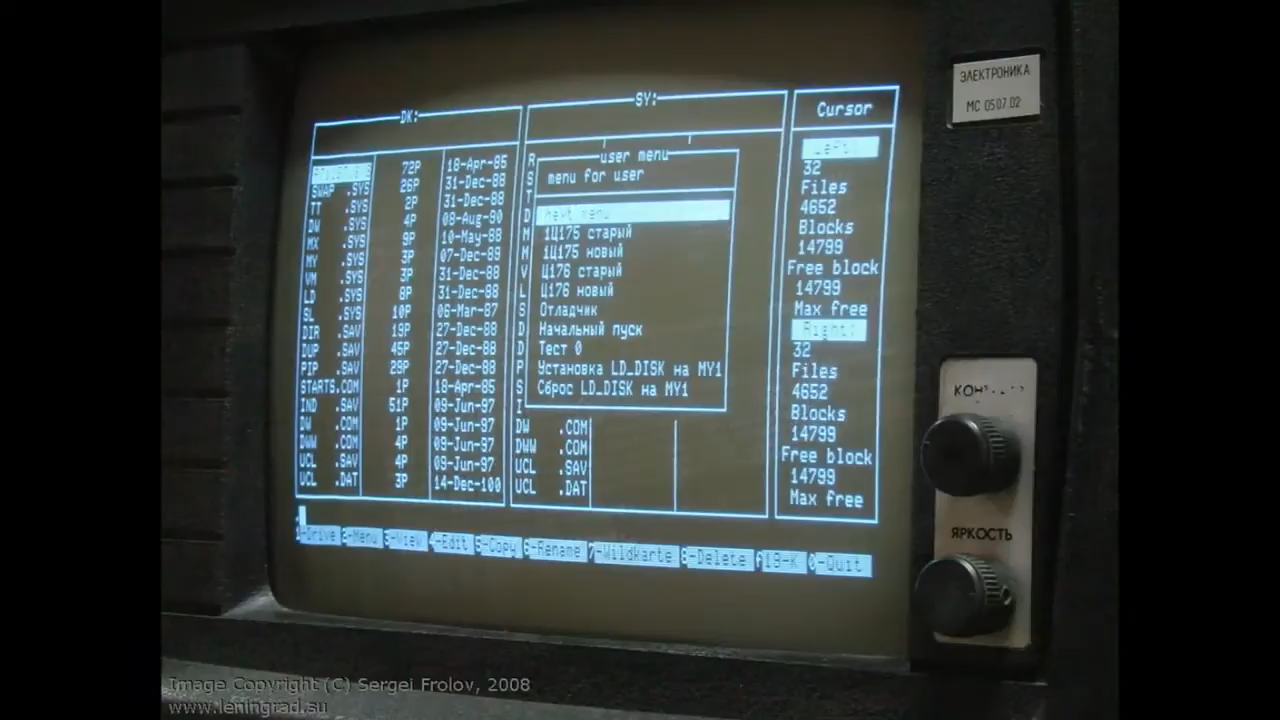 ЭЛЕКТРОНИКА
МС 0507.02
DK:
SY:
Cursor
72P 18-Apr-85
SWAP .SYS 26P 31-Dec-88
TT .SYS 2P 31-Dec-88
DW .SYS 4P 08-Aug-90
MX .SYS 9P 10-May-88
MY .SYS 3P 07-Dec-89
VM .SYS 3P 31-Dec-88
LD .SYS 8P 31-Dec-88
SL .SYS 10P 06-Mar-87
DIR .SAV 19P 27-Dec-88
DUP .SAV 45P 27-Dec-88
PIP .SAV 29P 27-Dec-88
STARTS.COM 1P 18-Apr-85
IND .SAV 51P 09-Jun-97
DW .COM 1P 09-Jun-97
DWW .COM 4P 09-Jun-97
UCL .SAV 4P 09-Jun-97
UCL .DAT 3P 14-Dec-100
R
S
T
D
M
M
V
L
S
D
D
P
S
I
DW .COM
DWW .COM
UCL .SAV
UCL .DAT
user menu
menu for user
next menu
1Ц175 старый
1Ц175 новый
Ц176 старый
Ц176 новый
Отладчик
Начальный пуск
Тест 0
Установка LD_DISK на MY1
Сброс LD_DISK на MY1
Left:
32
Files
4652
Blocks
14799
Free block
14799
Max free
Right:
32
Files
4652
Blocks
14799
Free block
14799
Max free
1-Drive 2-Menu 3-View 4-Edit 5-Copy 6-Rename 7-Wildkarte 8-Delete f19-K 0-Quit
ЯРКОСТЬ
Image Copyright (C) Sergei Frolov, 2008
www.leningrad.su